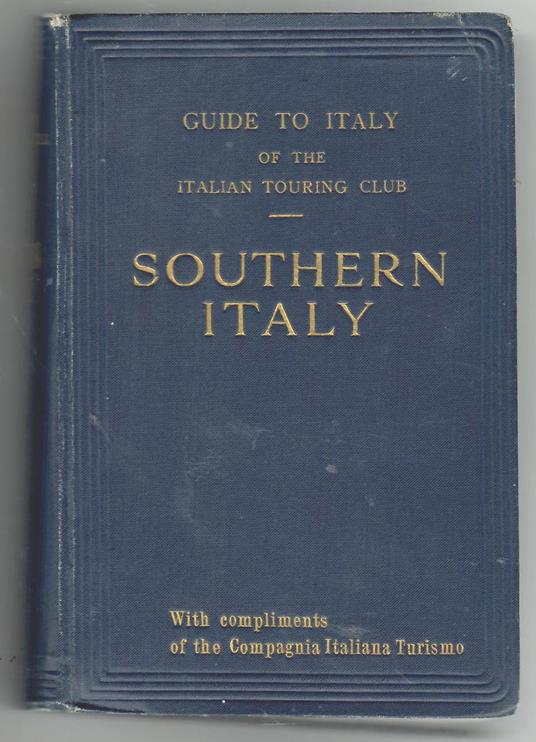 GUIDE TO ITALY
OF THE
ITALIAN TOURING CLUB
SOUTHERN
ITALY
With compliments
of the Compagnia Italiana Turismo